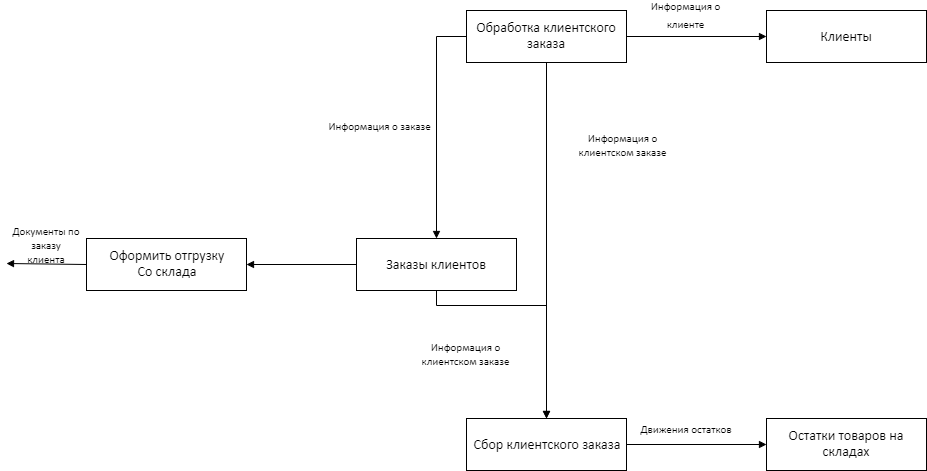 Обработка клиентского
заказа
Информация о
клиенте
Клиенты
Информация о заказе
Информация о
клиентском заказе
Документы по
заказу
клиента
Оформить отгрузку
Со склада
Заказы клиентов
Информация о
клиентском заказе
Сбор клиентского заказа
Движения остатков
Остатки товаров на
складах